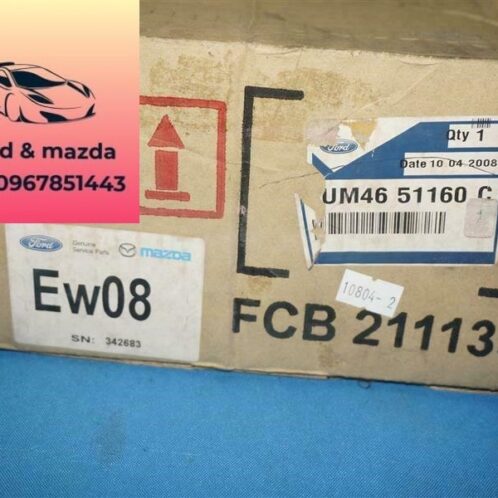 d & mazda
0967851443
Ford
Qty 1
Date 10 04 2008
UM46 51160 C
Ford
Genuine
Service Parts
mazda
Ew08
SN: 342683
10804-2
FCB 21113